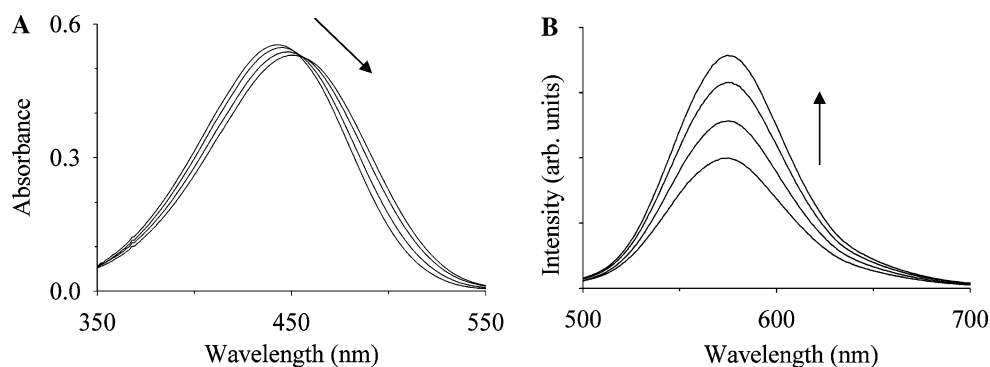 A
0.6
0.3
0.0
Absorbance
350
450
550
Wavelength (nm)
B
Intensity (arb. units)
500
600
700
Wavelength (nm)